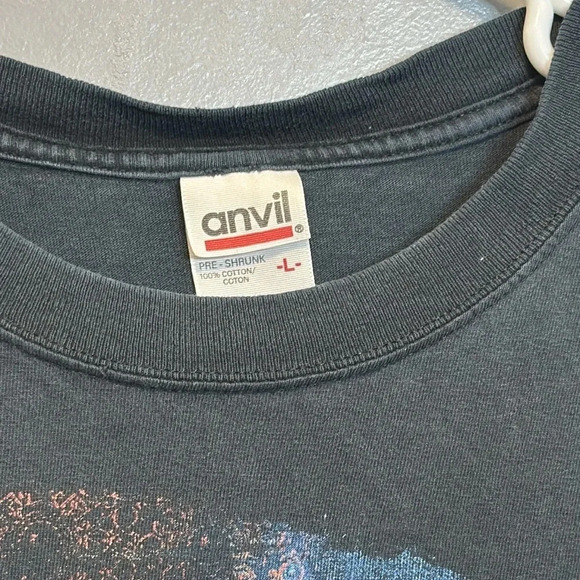 anvil®
PRE-SHRUNK
100% COTTON/
COTON
-L-